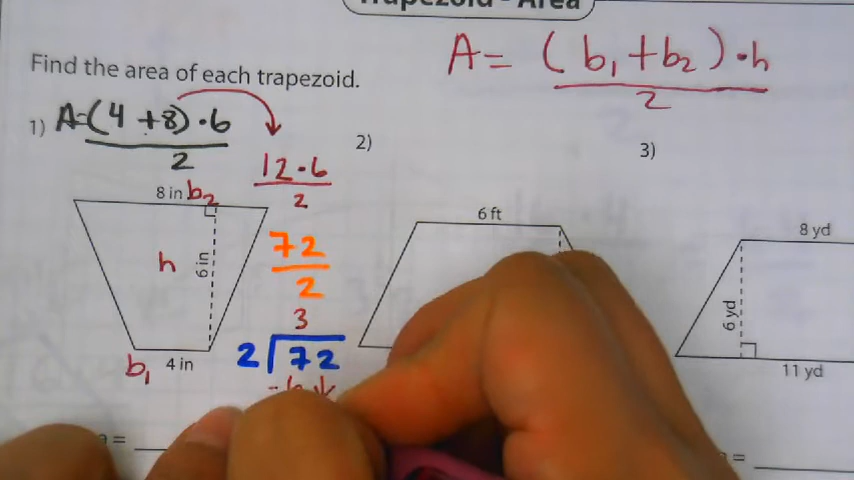 Trapezoid - Area
A = (b₁ + b₂) • h
2
Find the area of each trapezoid.
1) A=(4 +8) • 6
2
12 • 6
2
2)
3)
8 in b₂
6 ft
8 yd
h
6 in
72
2
6 yd
3
2 72
- 6 ↓
b₁ 4 in
11 yd
=
=